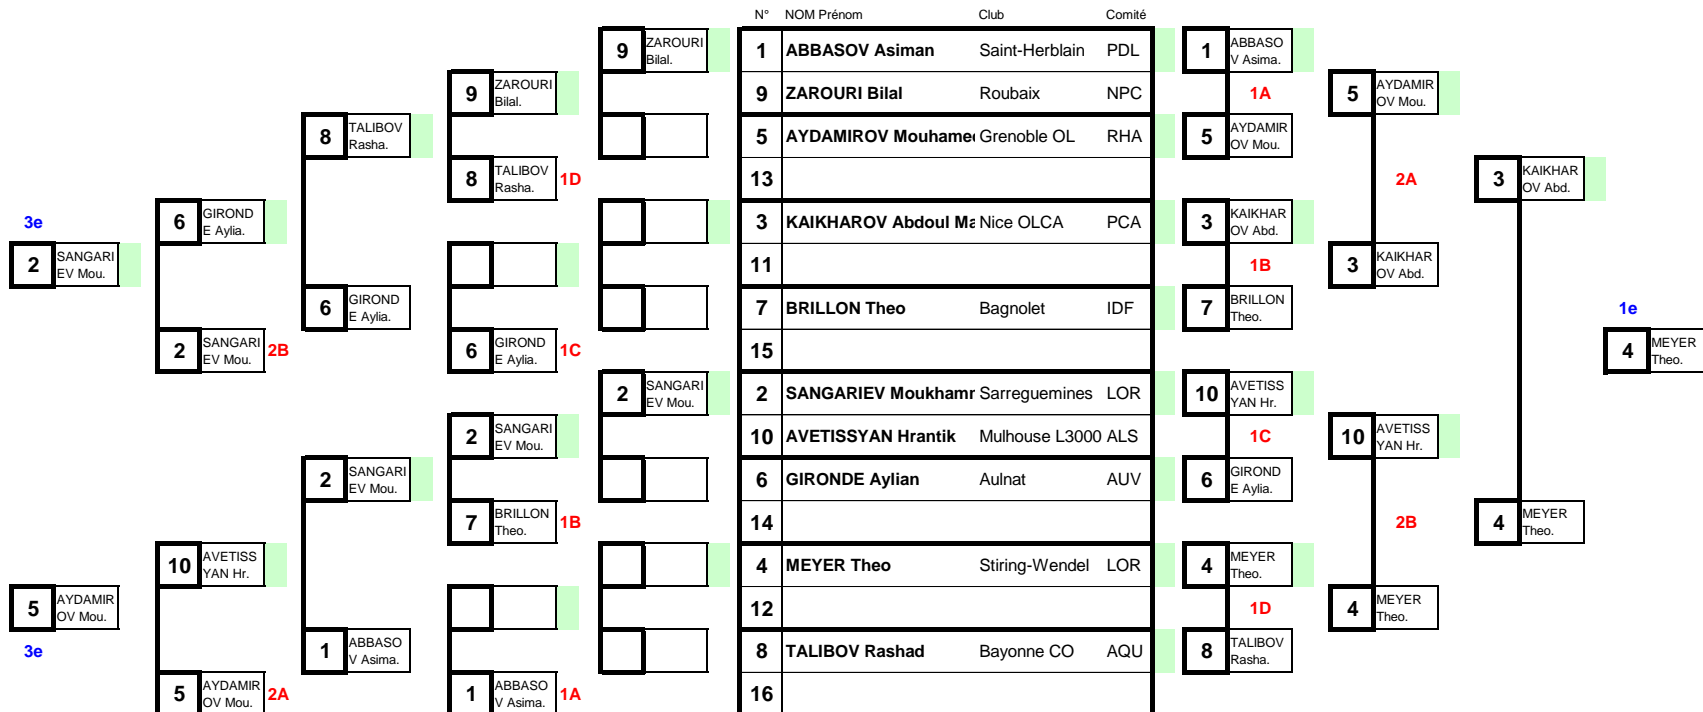 N° NOM Prénom Club Comité
9 ZAROURI
Bilal.
1 ABBASOV Asiman Saint-Herblain PDL
1 ABBASO
V Asima.
9 ZAROURI
Bilal.
9 ZAROURI Bilal Roubaix NPC
1A
5 AYDAMIR
OV Mou.
8 TALIBOV
Rasha.
5 AYDAMIROV Mouhame Grenoble OL RHA
5 AYDAMIR
OV Mou.
8 TALIBOV
Rasha.
1D
13
2A
3 KAIKHAR
OV Abd.
3e
6 GIROND
E Aylia.
3 KAIKHAROV Abdoul Ma Nice OLCA PCA
3 KAIKHAR
OV Abd.
2 SANGARI
EV Mou.
11
1B
3 KAIKHAR
OV Abd.
6 GIROND
E Aylia.
7 BRILLON Theo Bagnolet IDF
7 BRILLON
Theo.
1e
2 SANGARI
EV Mou.
2B
6 GIROND
E Aylia.
1C
15
4 MEYER
Theo.
2 SANGARI
EV Mou.
2 SANGARIEV Moukhamm Sarreguemines LOR
10 AVETISS
YAN Hr.
2 SANGARI
EV Mou.
10 AVETISSYAN Hrantik Mulhouse L3000 ALS
1C
10 AVETISS
YAN Hr.
2 SANGARI
EV Mou.
6 GIRONDE Aylian Aulnat AUV
6 GIROND
E Aylia.
7 BRILLON
Theo.
1B
14
2B
4 MEYER
Theo.
10 AVETISS
YAN Hr.
4 MEYER Theo Stiring-Wendel LOR
4 MEYER
Theo.
5 AYDAMIR
OV Mou.
12
1D
4 MEYER
Theo.
3e
1 ABBASO
V Asima.
8 TALIBOV Rashad Bayonne CO AQU
8 TALIBOV
Rasha.
5 AYDAMIR
OV Mou.
2A
1 ABBASO
V Asima.
1A
16